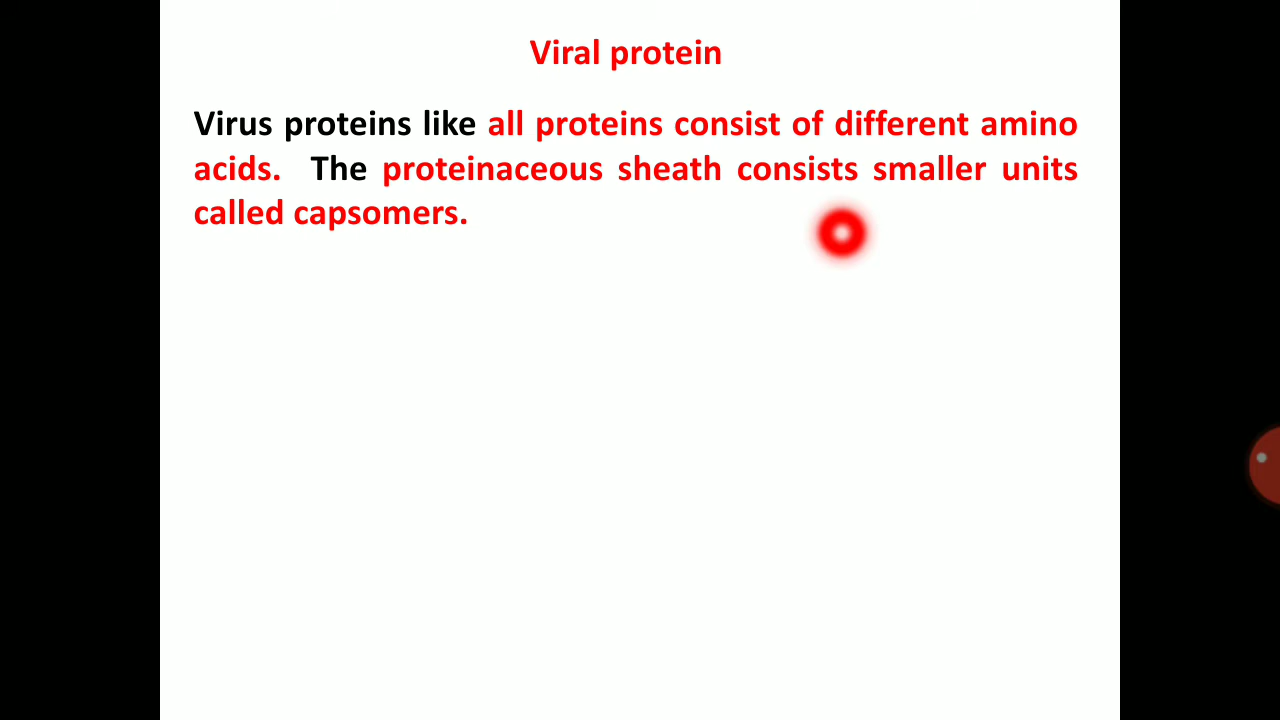 Viral protein
Virus proteins like all proteins consist of different amino
acids. The proteinaceous sheath consists smaller units
called capsomers.